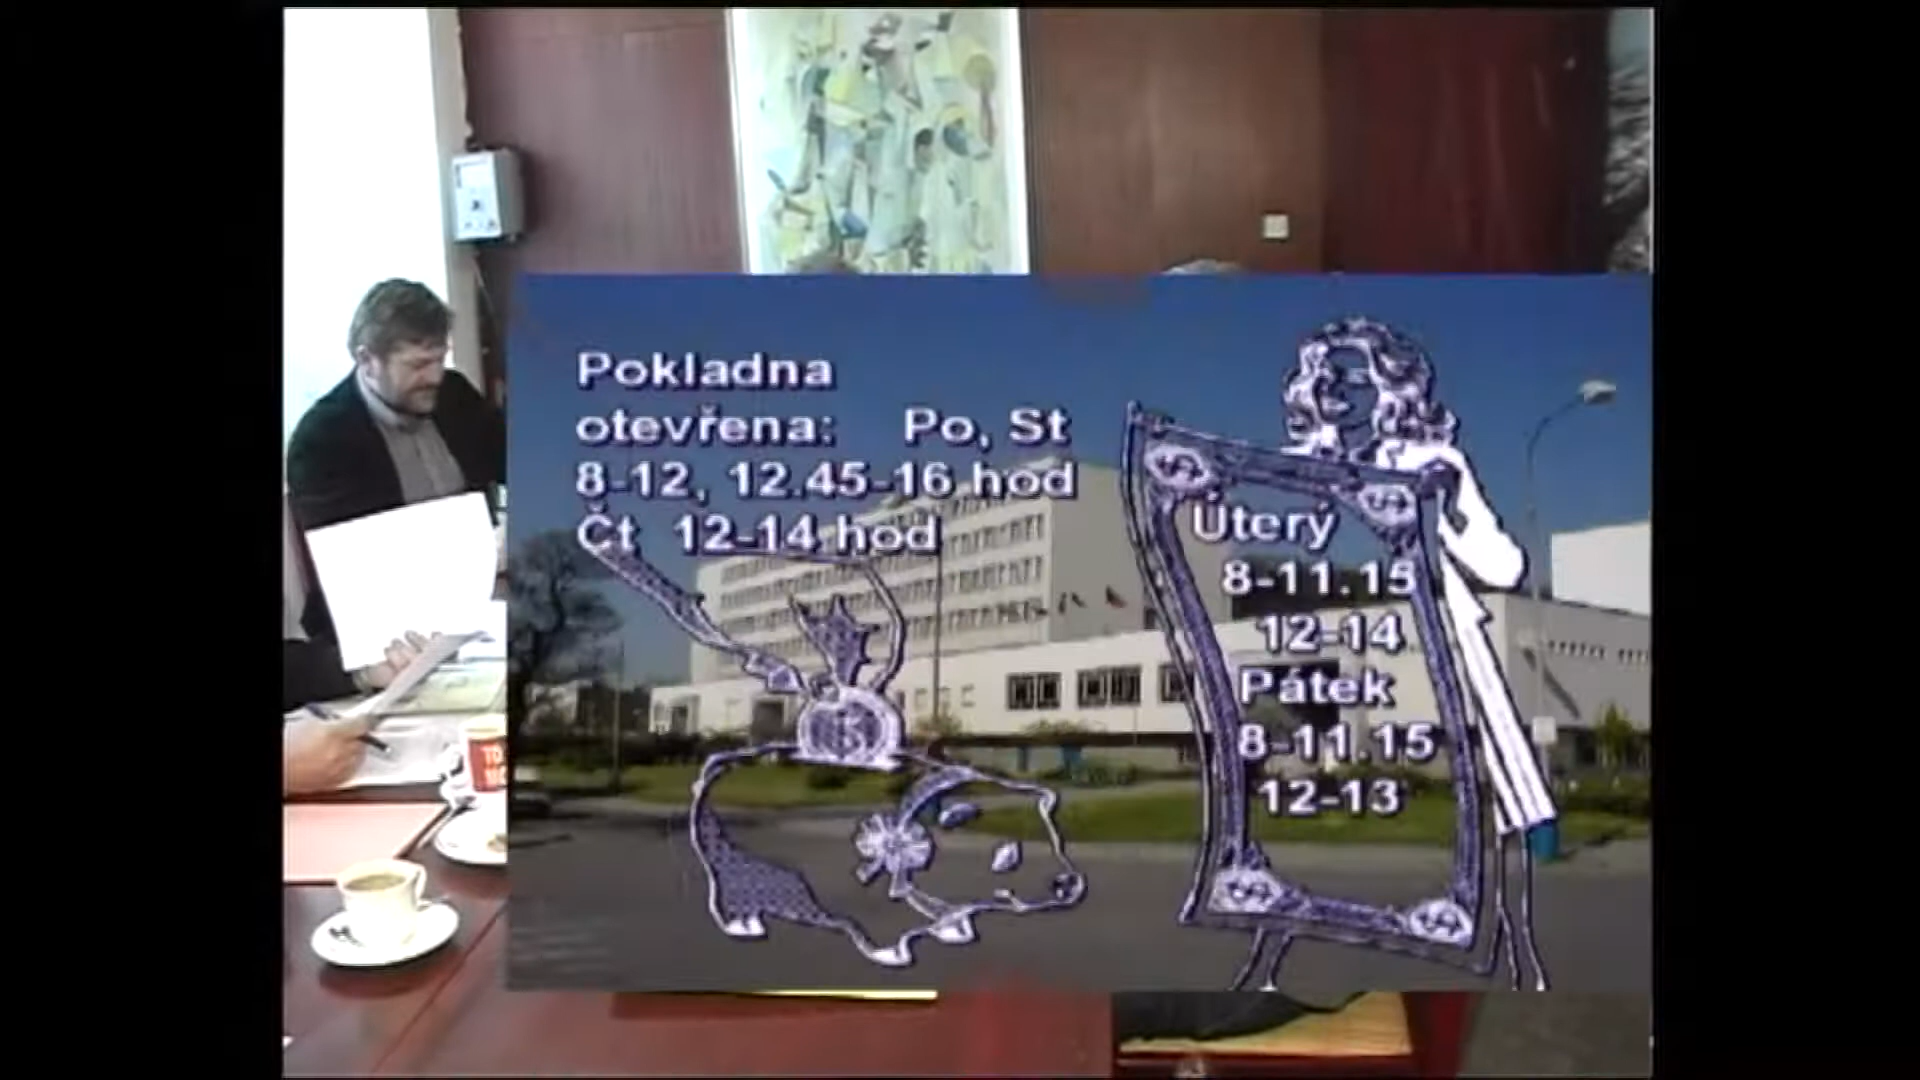 Pokladna
otevřena: Po, St
8-12, 12.45-16 hod
Čt 12-14 hod
Úterý
8-11.15
12-14
Pátek
8-11.15
12-13